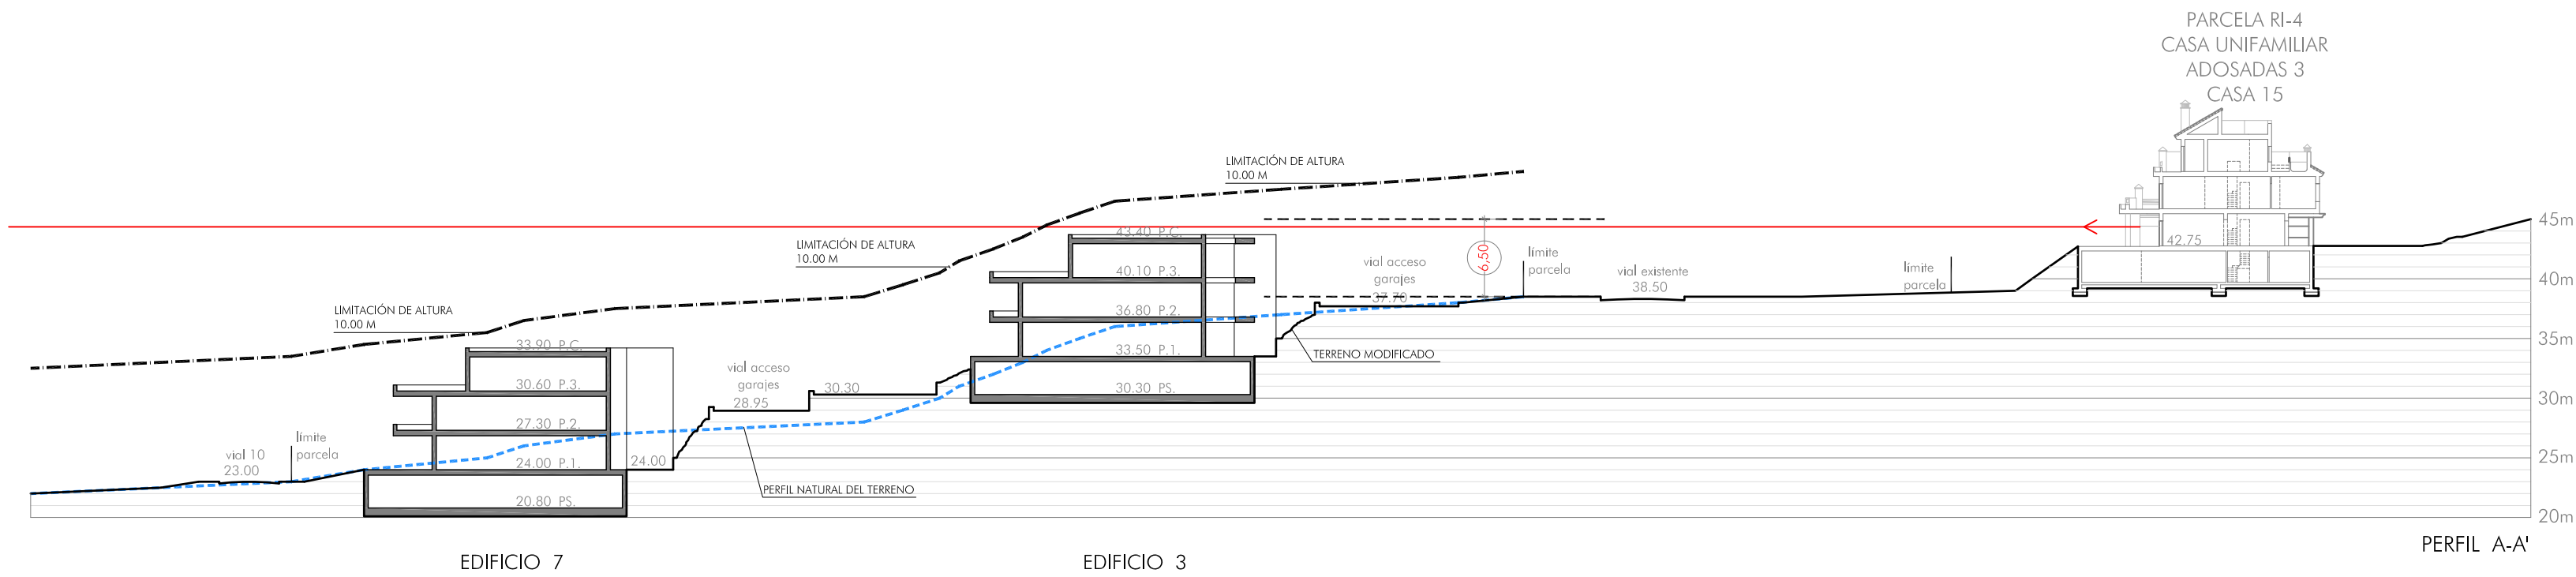 PARCELA RI-4
CASA UNIFAMILIAR
ADOSADAS 3
CASA 15
LIMITACIÓN DE ALTURA
10.00 M
LIMITACIÓN DE ALTURA
10.00 M
LIMITACIÓN DE ALTURA
10.00 M
43.40 P.C.
40.10 P.3.
36.80 P.2.
33.50 P.1.
30.30 PS.
6,50
límite
parcela
vial acceso
garajes
37.70
vial existente
38.50
límite
parcela
42.75
45m
40m
35m
30m
25m
20m
TERRENO MODIFICADO
33.90 P.C.
30.60 P.3.
27.30 P.2.
24.00 P.1.
20.80 PS.
24.00
vial acceso
garajes
28.95
30.30
límite
parcela
vial 10
23.00
PERFIL NATURAL DEL TERRENO
EDIFICIO 7
EDIFICIO 3
PERFIL A-A'